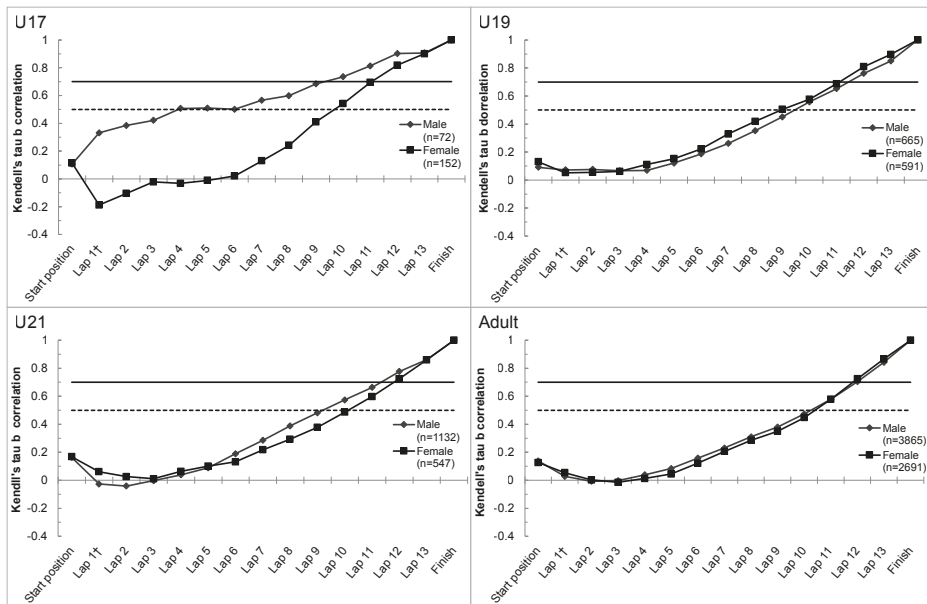 U17
Kendell's tau b correlation
1
0.8
0.6
0.4
0.2
0
-0.2
-0.4
Male
(n=72)
Female
(n=152)
Start position
Lap 1†
Lap 2
Lap 3
Lap 4
Lap 5
Lap 6
Lap 7
Lap 8
Lap 9
Lap 10
Lap 11
Lap 12
Lap 13
Finish
U19
Kendell's tau b dorrelation
1
0.8
0.6
0.4
0.2
0
-0.2
-0.4
Male
(n=665)
Female
(n=591)
Start position
Lap 1†
Lap 2
Lap 3
Lap 4
Lap 5
Lap 6
Lap 7
Lap 8
Lap 9
Lap 10
Lap 11
Lap 12
Lap 13
Finish
U21
Kendll's tau b correlation
1
0.8
0.6
0.4
0.2
0
-0.2
-0.4
Male
(n=1132)
Female
(n=547)
Start position
Lap 1†
Lap 2
Lap 3
Lap 4
Lap 5
Lap 6
Lap 7
Lap 8
Lap 9
Lap 10
Lap 11
Lap 12
Lap 13
Finish
Adult
Kendell's tau b correlation
1
0.8
0.6
0.4
0.2
0
-0.2
-0.4
Male
(n=3865)
Female
(n=2691)
Start position
Lap 1†
Lap 2
Lap 3
Lap 4
Lap 5
Lap 6
Lap 7
Lap 8
Lap 9
Lap 10
Lap 11
Lap 12
Lap 13
Finish